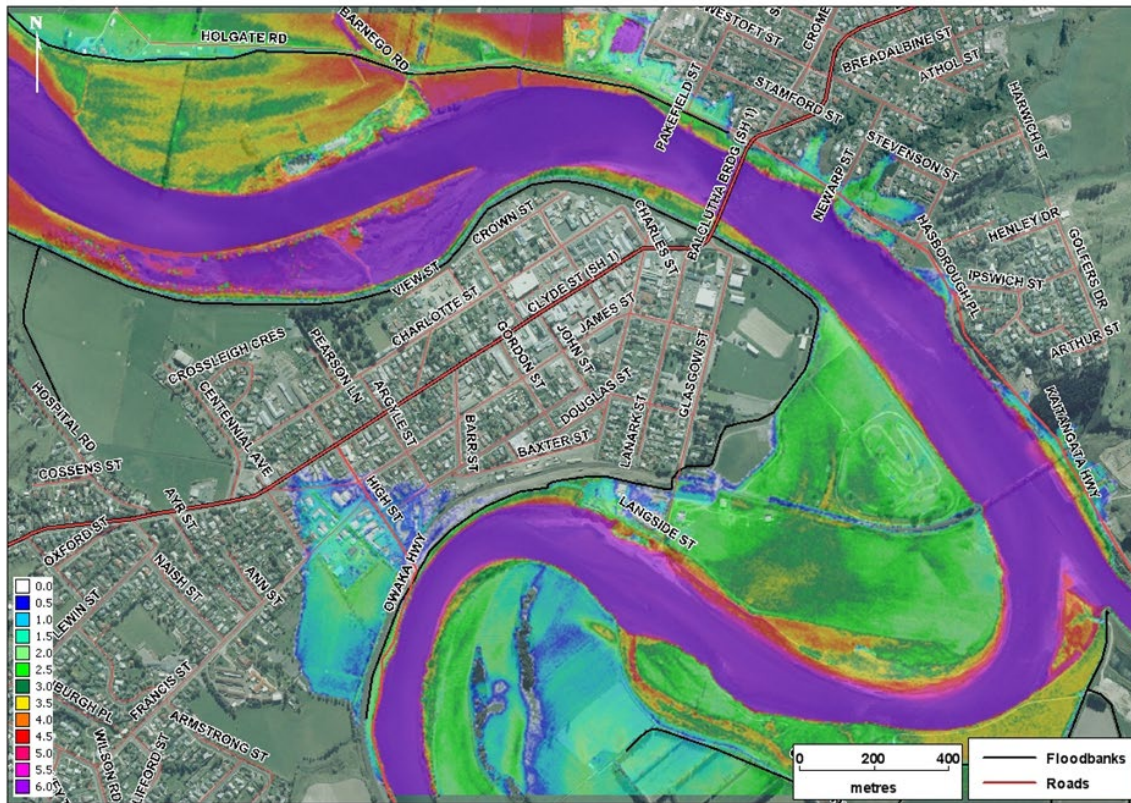 N
HOLGATE RD
BARNEGO RD
WESTOFT ST
BREADALBINE ST
ATHOL ST
PAKEFIELD ST
STAMFORD ST
HARWICH ST
STEVENSON ST
NEWARP ST
BALCLUTHA BRDG (SH 1)
HASBOROUGH PL
HENLEY DR
GOLFERS DR
IPSWICH ST
ARTHUR ST
KAITANGATA HWY
CROWN ST
CHARLES ST
VIEW ST
CLYDE ST (SH 1)
CHARLOTTE ST
JAMES ST
GORDON ST
JOHN ST
CROSSLEIGH CRES
PEARSON LN
CENTENNIAL AVE
ARGYLE ST
DOUGLAS ST
GLASGOW ST
BARR ST
BAXTER ST
LANARK ST
HOSPITAL RD
COSSENS ST
HIGH ST
AYR ST
LANGSIDE ST
OXFORD ST
OWAKA HWY
NAISH ST
ANN ST
LEWIN ST
FRANCIS ST
BURGH PL
ARMSTRONG ST
WILSON RD
LIFFORD ST
0.0
0.5
1.0
1.5
2.0
2.5
3.0
3.5
4.0
4.5
5.0
5.5
6.0
0 200 400
metres
Floodbanks
Roads